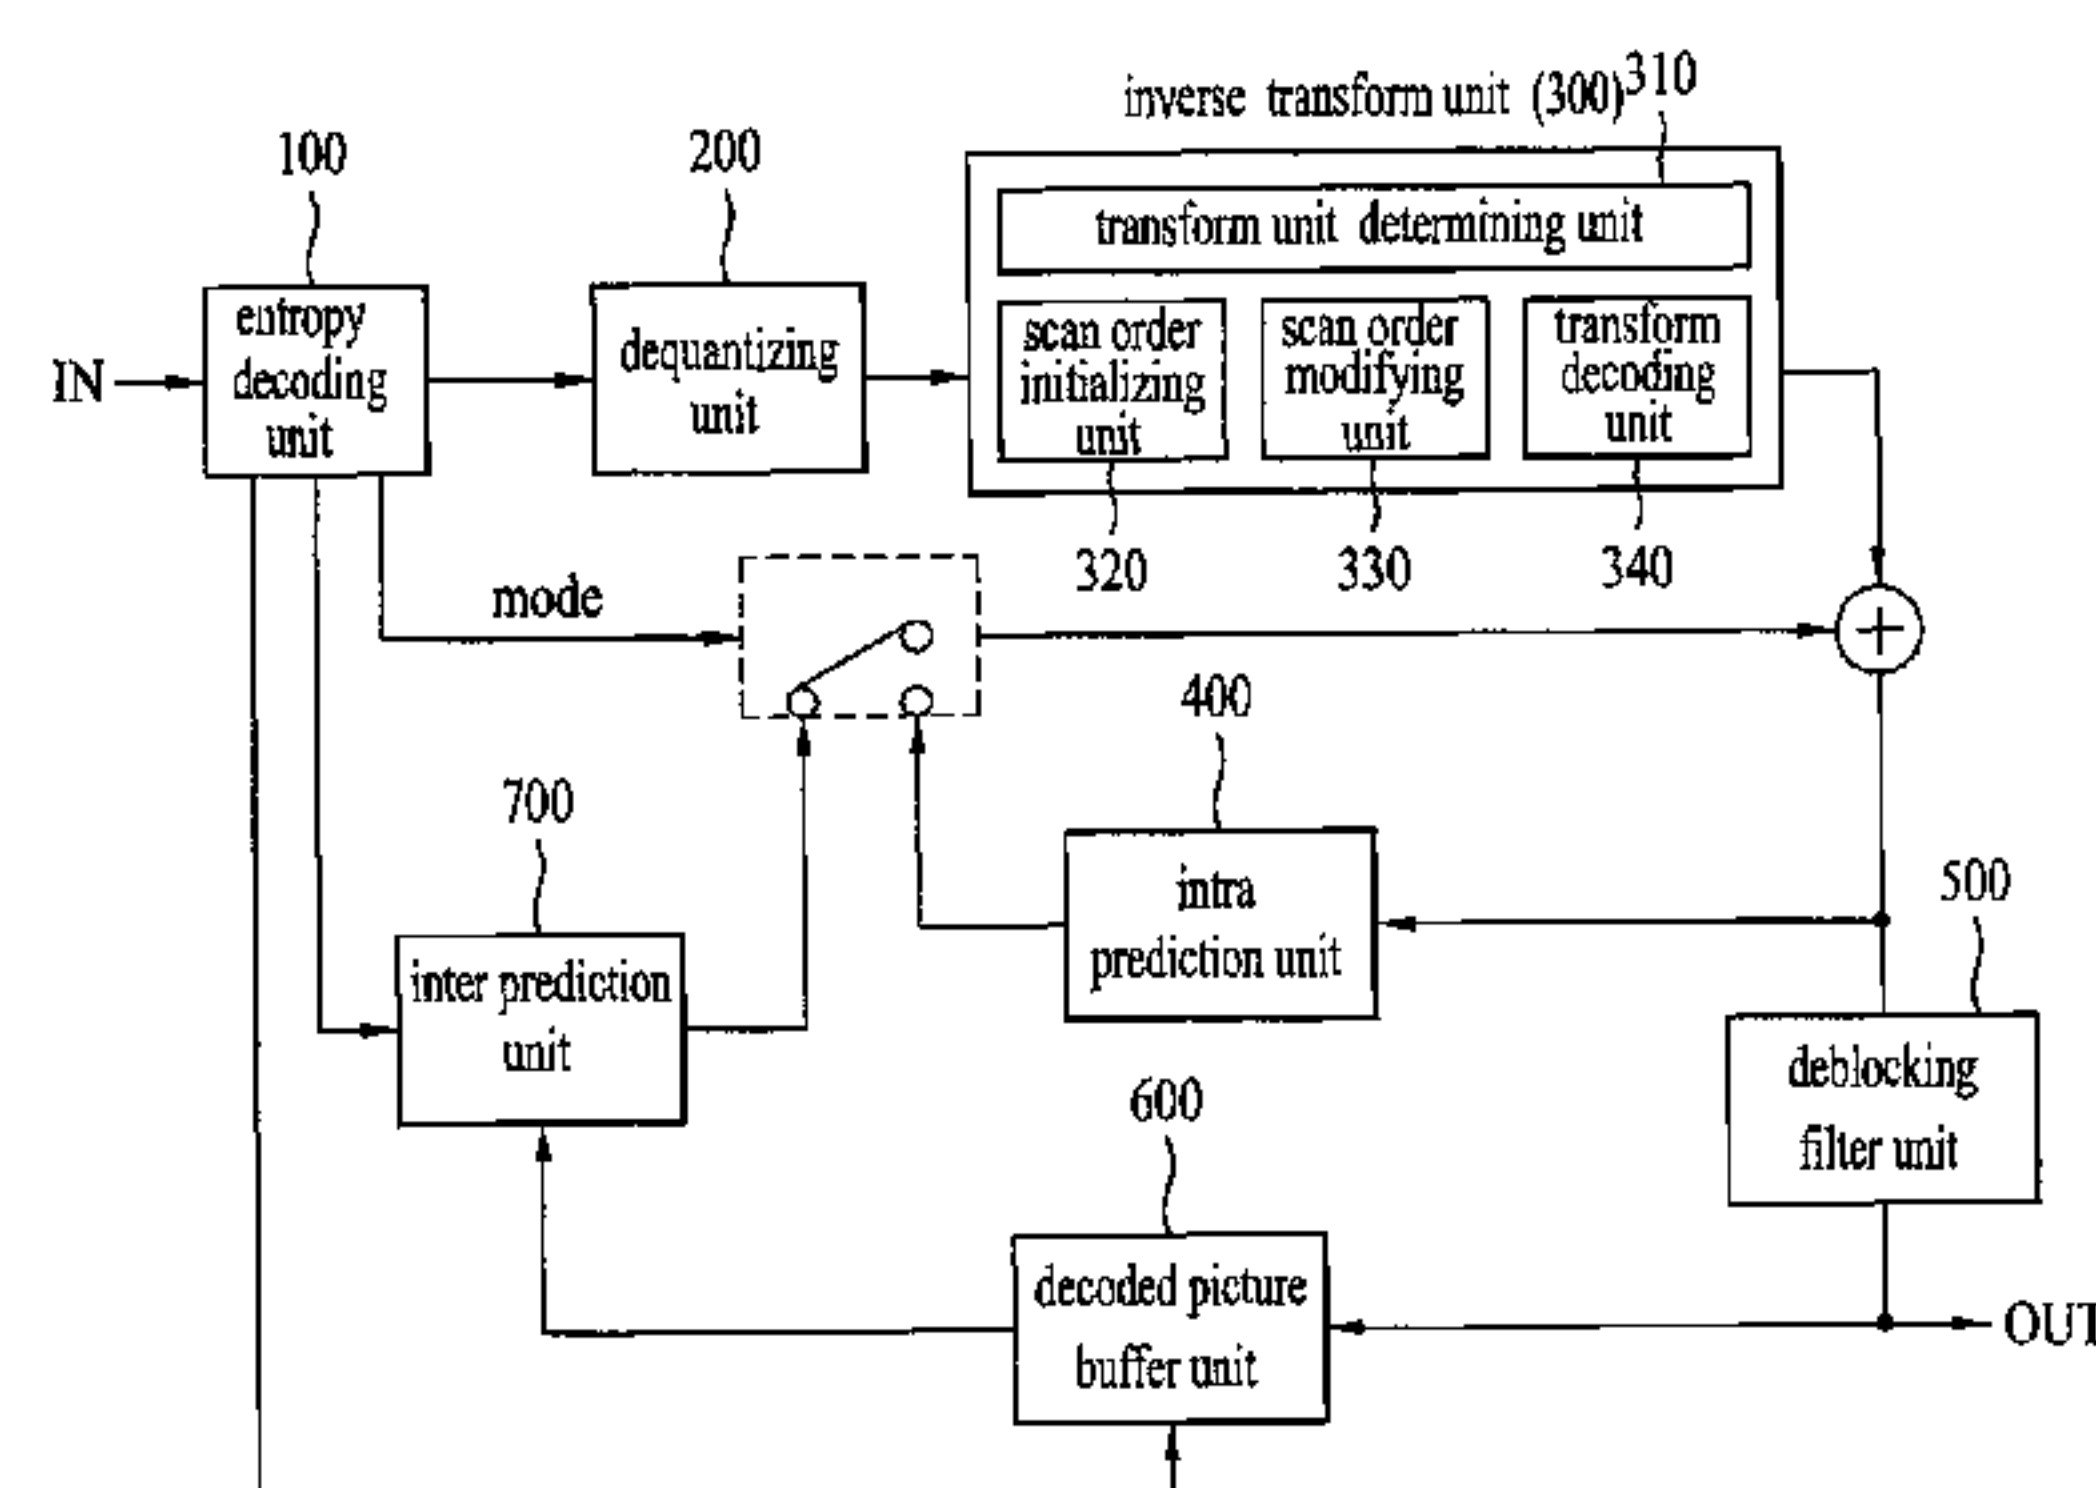 inverse transform unit (300)
310
100
200
transform unit determining unit
entropy
decoding
unit
dequantizing
unit
scan order
initializing
unit
scan order
modifying
unit
transform
decoding
unit
IN
320
330
340
mode
400
700
intra
prediction unit
500
inter prediction
unit
deblocking
filter unit
600
decoded picture
buffer unit
OUT